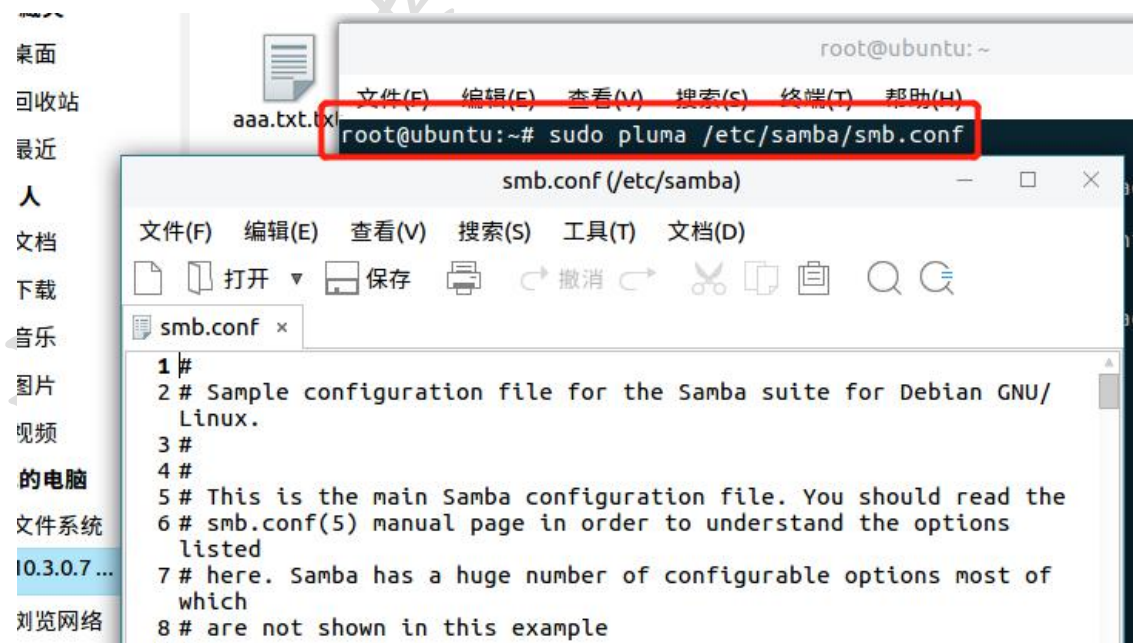 桌面
回收站
最近
人
文档
下载
音乐
图片
视频
的电脑
文件系统
10.3.0.7 ...
浏览网络
aaa.txt.txt
root@ubuntu: ~
文件(F) 编辑(E) 查看(V) 搜索(S) 终端(T) 帮助(H)
root@ubuntu:~# sudo pluma /etc/samba/smb.conf
smb.conf (/etc/samba)
文件(F) 编辑(E) 查看(V) 搜索(S) 工具(T) 文档(D)
打开 保存 撤消
smb.conf ×
1 #
2 # Sample configuration file for the Samba suite for Debian GNU/
Linux.
3 #
4 #
5 # This is the main Samba configuration file. You should read the
6 # smb.conf(5) manual page in order to understand the options
listed
7 # here. Samba has a huge number of configurable options most of
which
8 # are not shown in this example